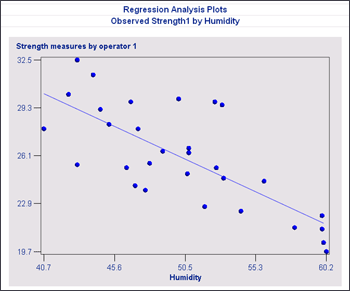 Regression Analysis Plots
Observed Strength1 by Humidity
Strength measures by operator 1
32.5
29.3
26.1
22.9
19.7
40.7 45.6 50.5 55.3 60.2
Humidity